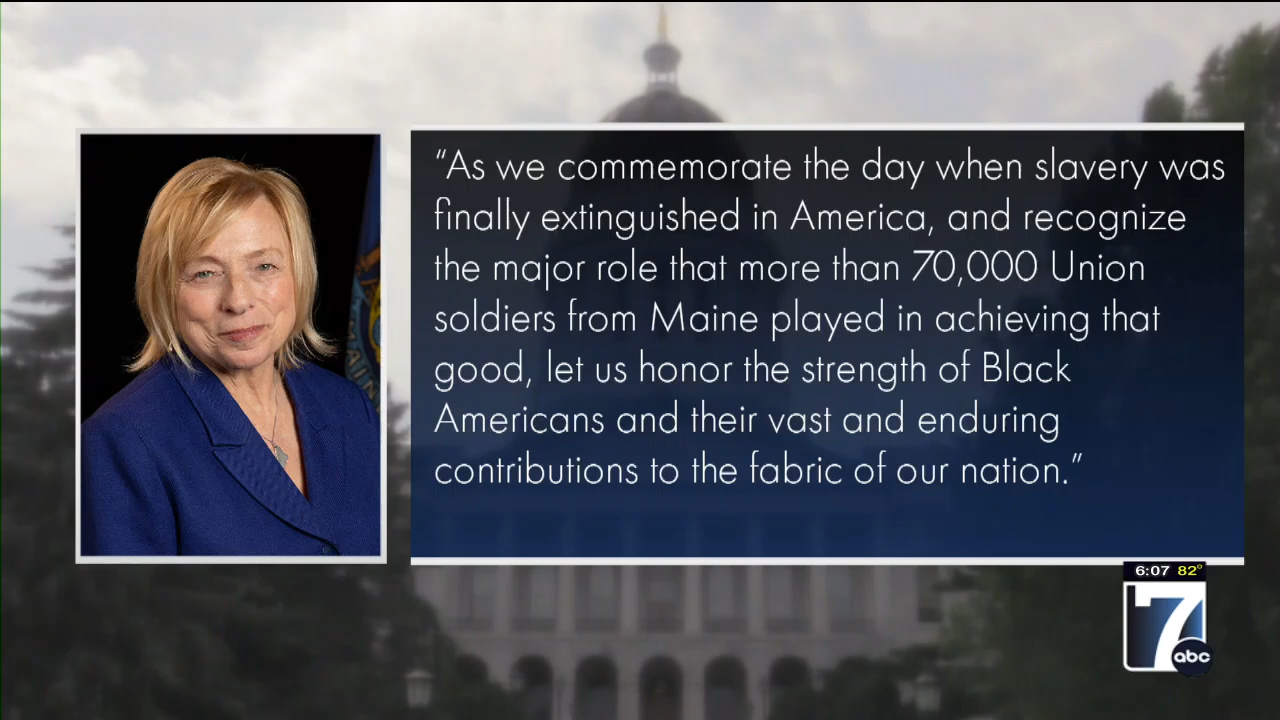 “As we commemorate the day when slavery was
finally extinguished in America, and recognize
the major role that more than 70,000 Union
soldiers from Maine played in achieving that
good, let us honor the strength of Black
Americans and their vast and enduring
contributions to the fabric of our nation.”
MAIN
6:07 82°
7
abc